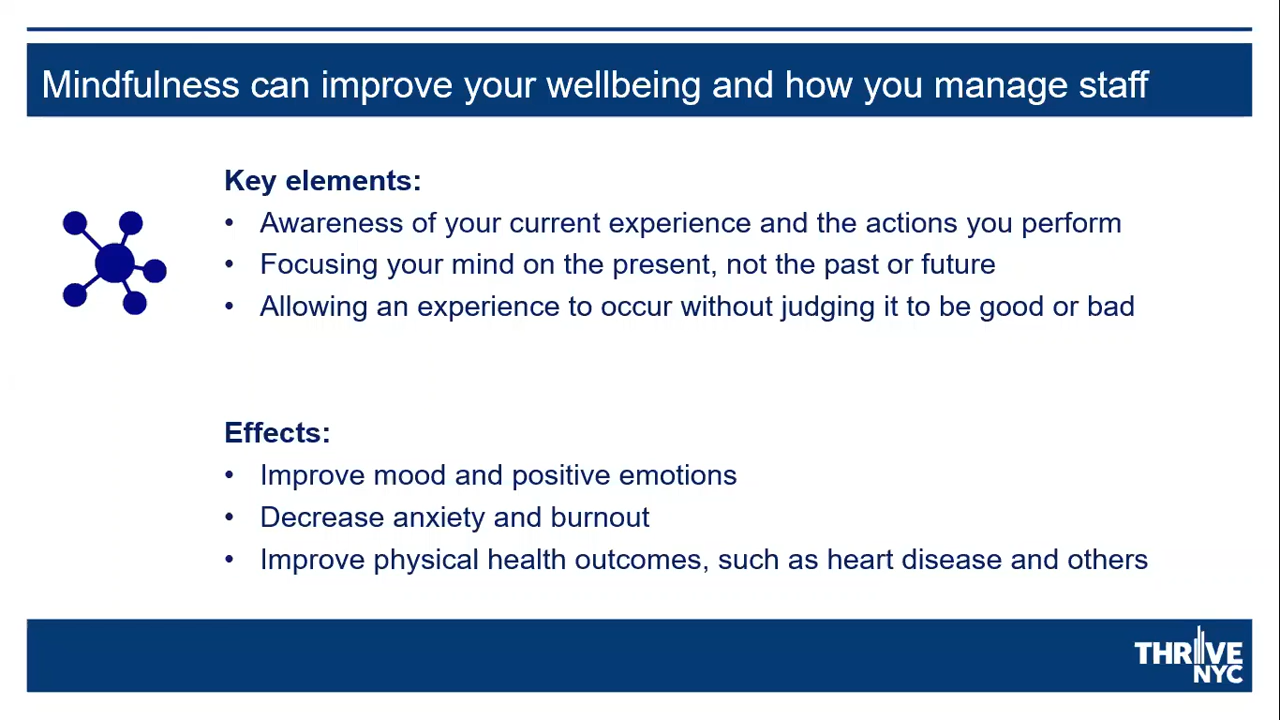 Mindfulness can improve your wellbeing and how you manage staff
Key elements:
• Awareness of your current experience and the actions you perform
• Focusing your mind on the present, not the past or future
• Allowing an experience to occur without judging it to be good or bad
Effects:
• Improve mood and positive emotions
• Decrease anxiety and burnout
• Improve physical health outcomes, such as heart disease and others
THRIVE
NYC